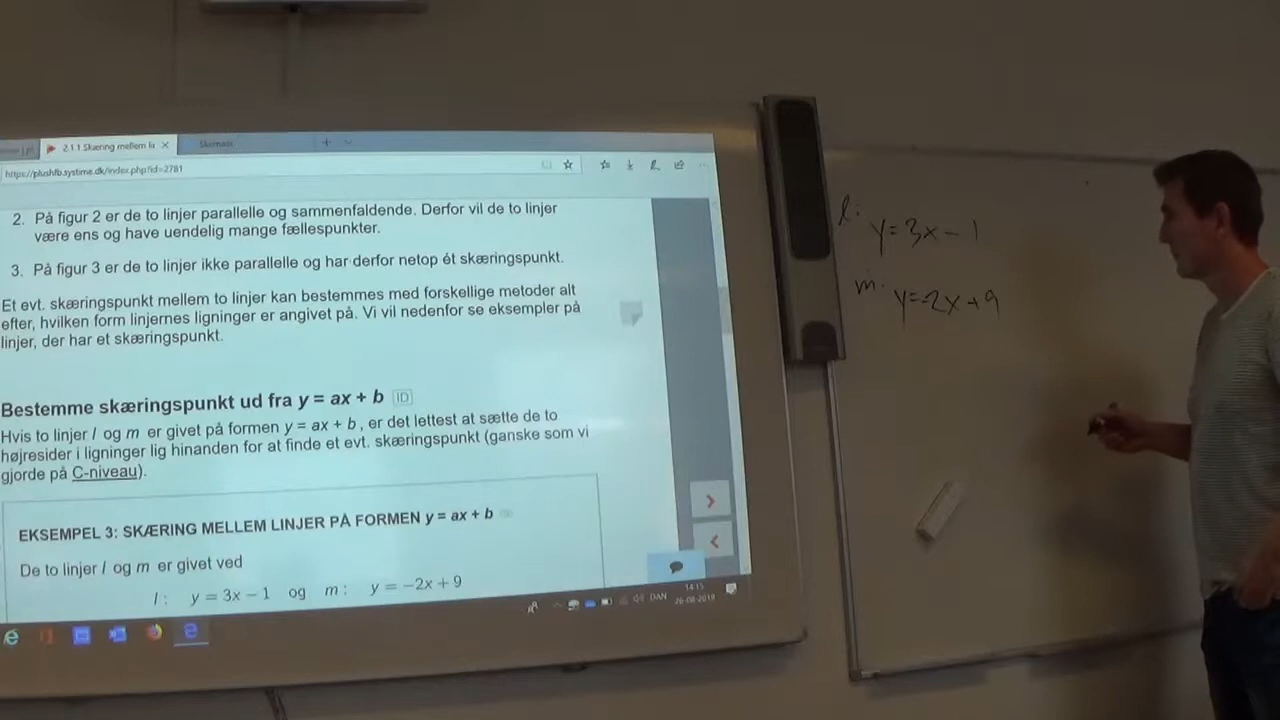 2.1.1 Skæring mellem li
Skemaer
https://plushfb.systime.dk/index.php?id=2781
2. På figur 2 er de to linjer parallelle og sammenfaldende. Derfor vil de to linjer
være ens og have uendelig mange fællespunkter.
3. På figur 3 er de to linjer ikke parallelle og har derfor netop ét skæringspunkt.
Et evt. skæringspunkt mellem to linjer kan bestemmes med forskellige metoder alt
efter, hvilken form linjernes ligninger er angivet på. Vi vil nedenfor se eksempler på
linjer, der har et skæringspunkt.
Bestemme skæringspunkt ud fra y = ax + b ID
Hvis to linjer l og m er givet på formen y = ax + b, er det lettest at sætte de to
højresider i ligninger lig hinanden for at finde et evt. skæringspunkt (ganske som vi
gjorde på C-niveau).
EKSEMPEL 3: SKÆRING MELLEM LINJER PÅ FORMEN y = ax + b
De to linjer l og m er givet ved
l: y = 3x − 1 og m: y = −2x + 9
DAN
14:15
26-08-2019
l: y=3x-1
m: y=-2x+9